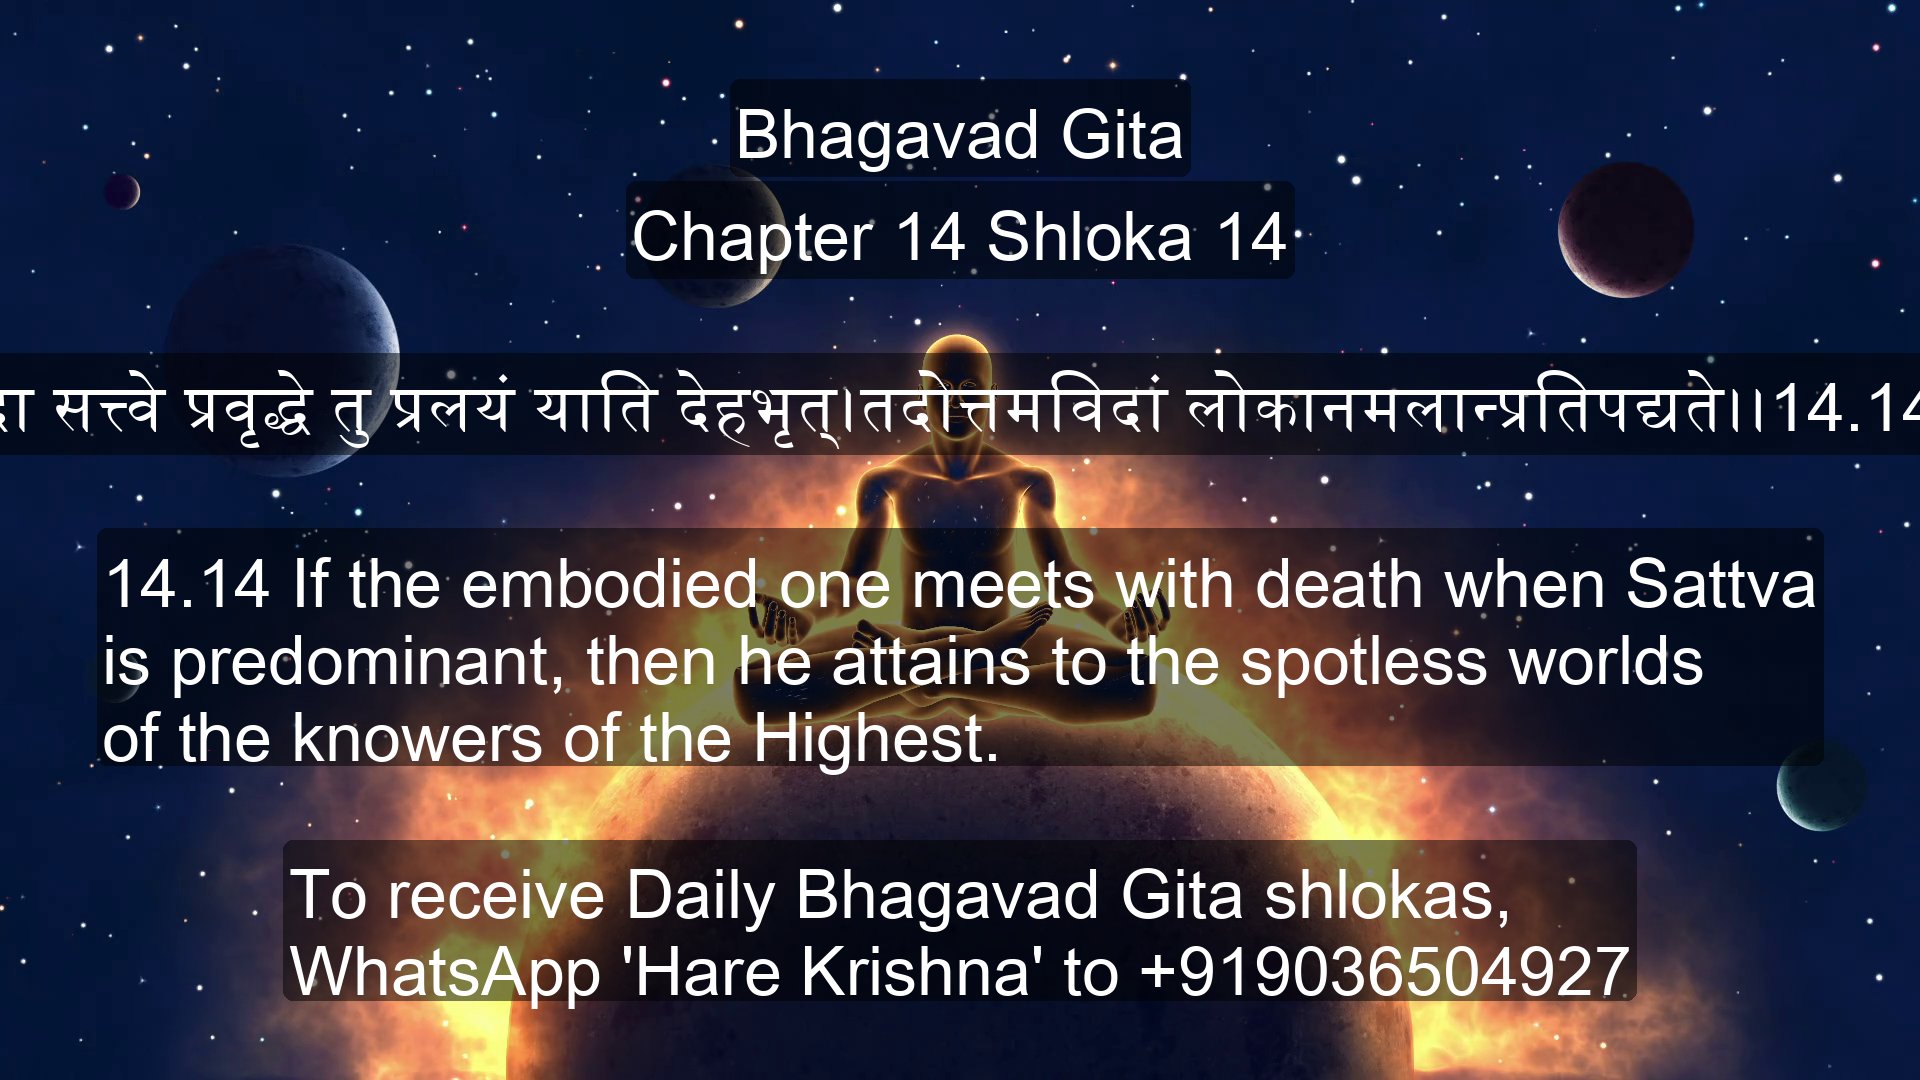 Bhagavad Gita
Chapter 14 Shloka 14
सत्त्वे प्रवृद्धे तु प्रलयं याति देहभृत्।तदोत्तमविदां लोकानमलान्प्रतिपद्यते।।14.14
14.14 If the embodied one meets with death when Sattva
is predominant, then he attains to the spotless worlds
of the knowers of the Highest.
To receive Daily Bhagavad Gita shlokas,
WhatsApp 'Hare Krishna' to +919036504927